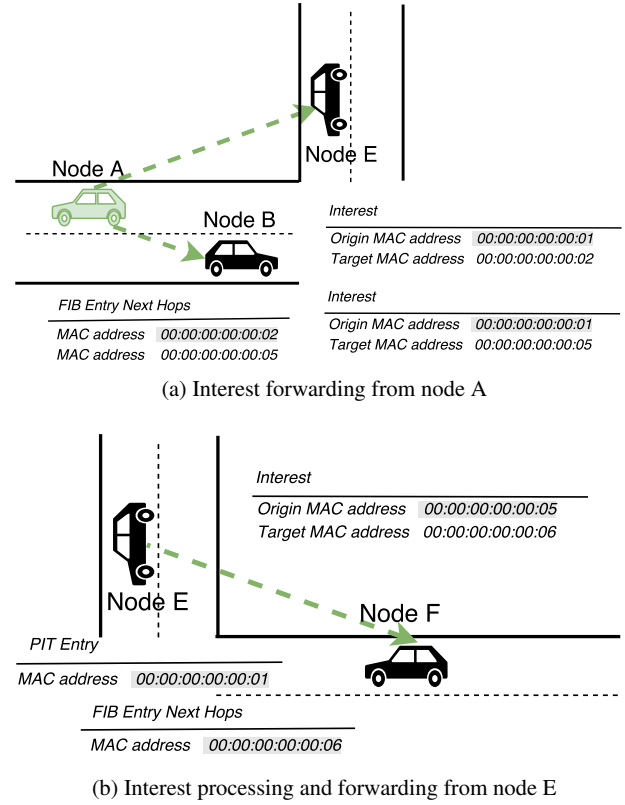 Node E
Node A
Node B
Interest
Origin MAC address 00:00:00:00:00:01
Target MAC address 00:00:00:00:00:02
FIB Entry Next Hops
MAC address 00:00:00:00:00:02
MAC address 00:00:00:00:00:05
Interest
Origin MAC address 00:00:00:00:00:01
Target MAC address 00:00:00:00:00:05
(a) Interest forwarding from node A
Interest
Origin MAC address 00:00:00:00:00:05
Target MAC address 00:00:00:00:00:06
Node E
Node F
PIT Entry
MAC address 00:00:00:00:00:01
FIB Entry Next Hops
MAC address 00:00:00:00:00:06
(b) Interest processing and forwarding from node E